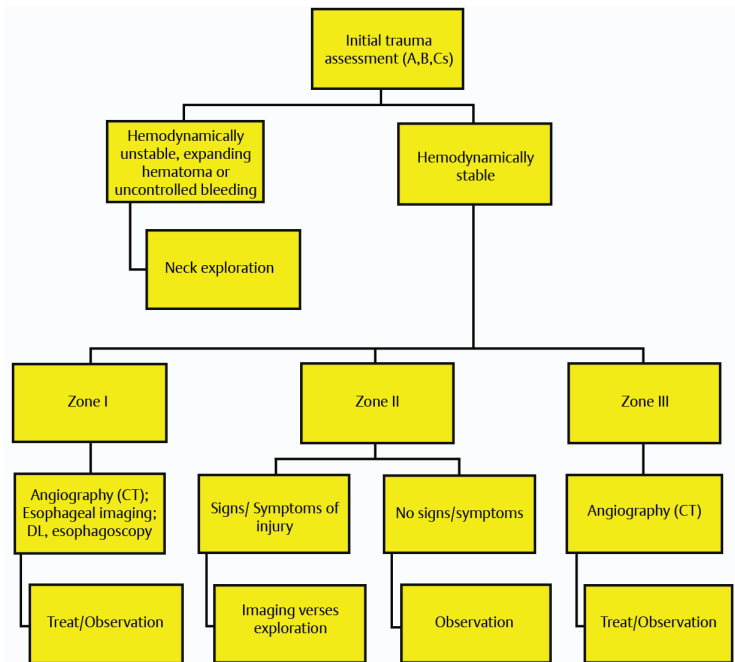 Initial trauma
assessment (A,B,Cs)
Hemodynamically
unstable, expanding
hematoma or
uncontrolled bleeding
Hemodynamically
stable
Neck exploration
Zone I
Zone II
Zone III
Angiography (CT);
Esophageal imaging;
DL, esophagoscopy
Signs/ Symptoms of
injury
No signs/symptoms
Angiography (CT)
Treat/Observation
Imaging verses
exploration
Observation
Treat/Observation